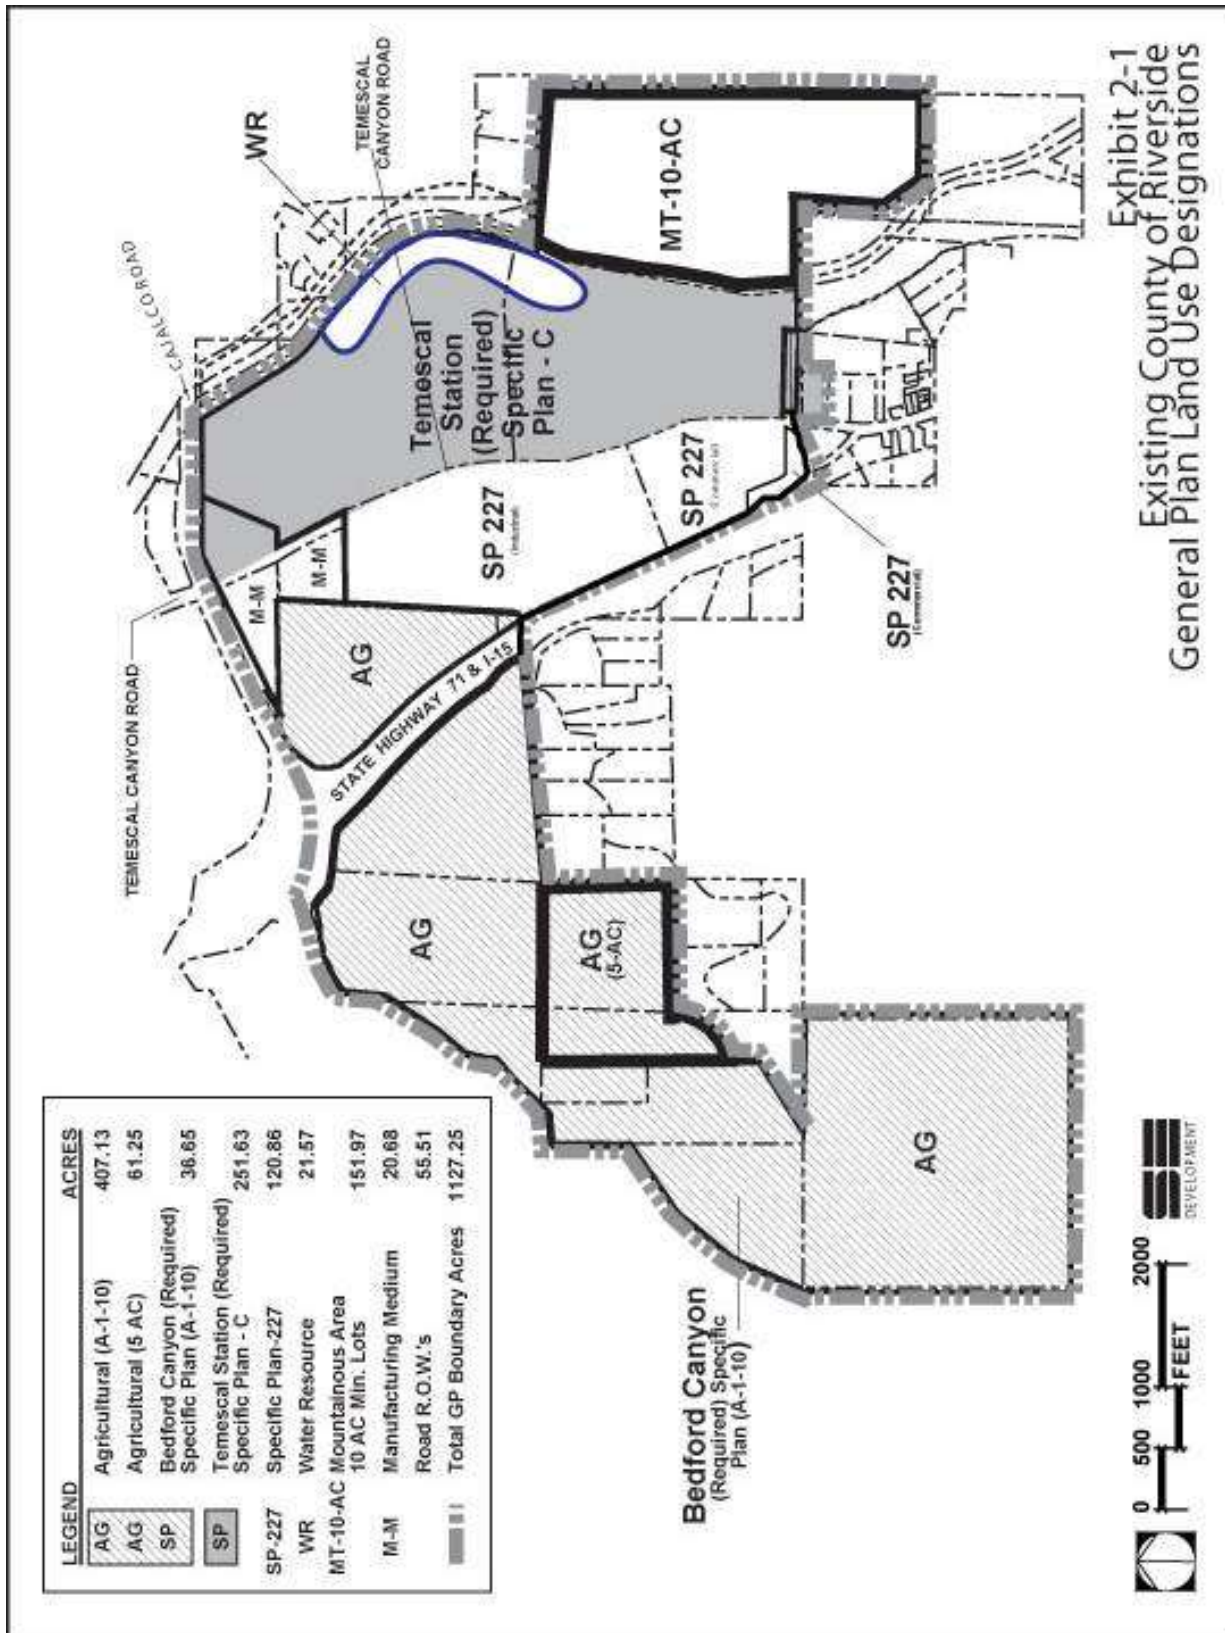 LEGEND ACRES
AG Agricultural (A-1-10) 407.13
AG Agricultural (5 AC) 61.25
SP Bedford Canyon (Required)
Specific Plan (A-1-10) 36.65
SP Temescal Station (Required)
Specific Plan - C 251.63
SP-227 Specific Plan-227 120.86
WR Water Resource 21.57
MT-10-AC Mountainous Area
10 AC Min. Lots 151.97
M-M Manufacturing Medium 20.68
Road R.O.W.'s 55.51
Total GP Boundary Acres 1127.25
TEMESCAL CANYON ROAD
CAJALCO ROAD
WR
TEMESCAL
CANYON ROAD
M-M
M-M
AG
STATE HIGHWAY 71 & I-15
Temescal
Station
(Required)
Specific
Plan - C
SP 227
(Industrial)
SP 227
MT-10-AC
AG
AG
(5-AC)
SP 227
(Commercial)
Bedford Canyon
(Required) Specific
Plan (A-1-10)
AG
0 500 1000 2000
FEET
DEVELOPMENT
Exhibit 2-1
Existing County of Riverside
General Plan Land Use Designations